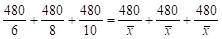 480/6 + 480/8 + 480/10 = 480/x̄ + 480/x̄ + 480/x̄